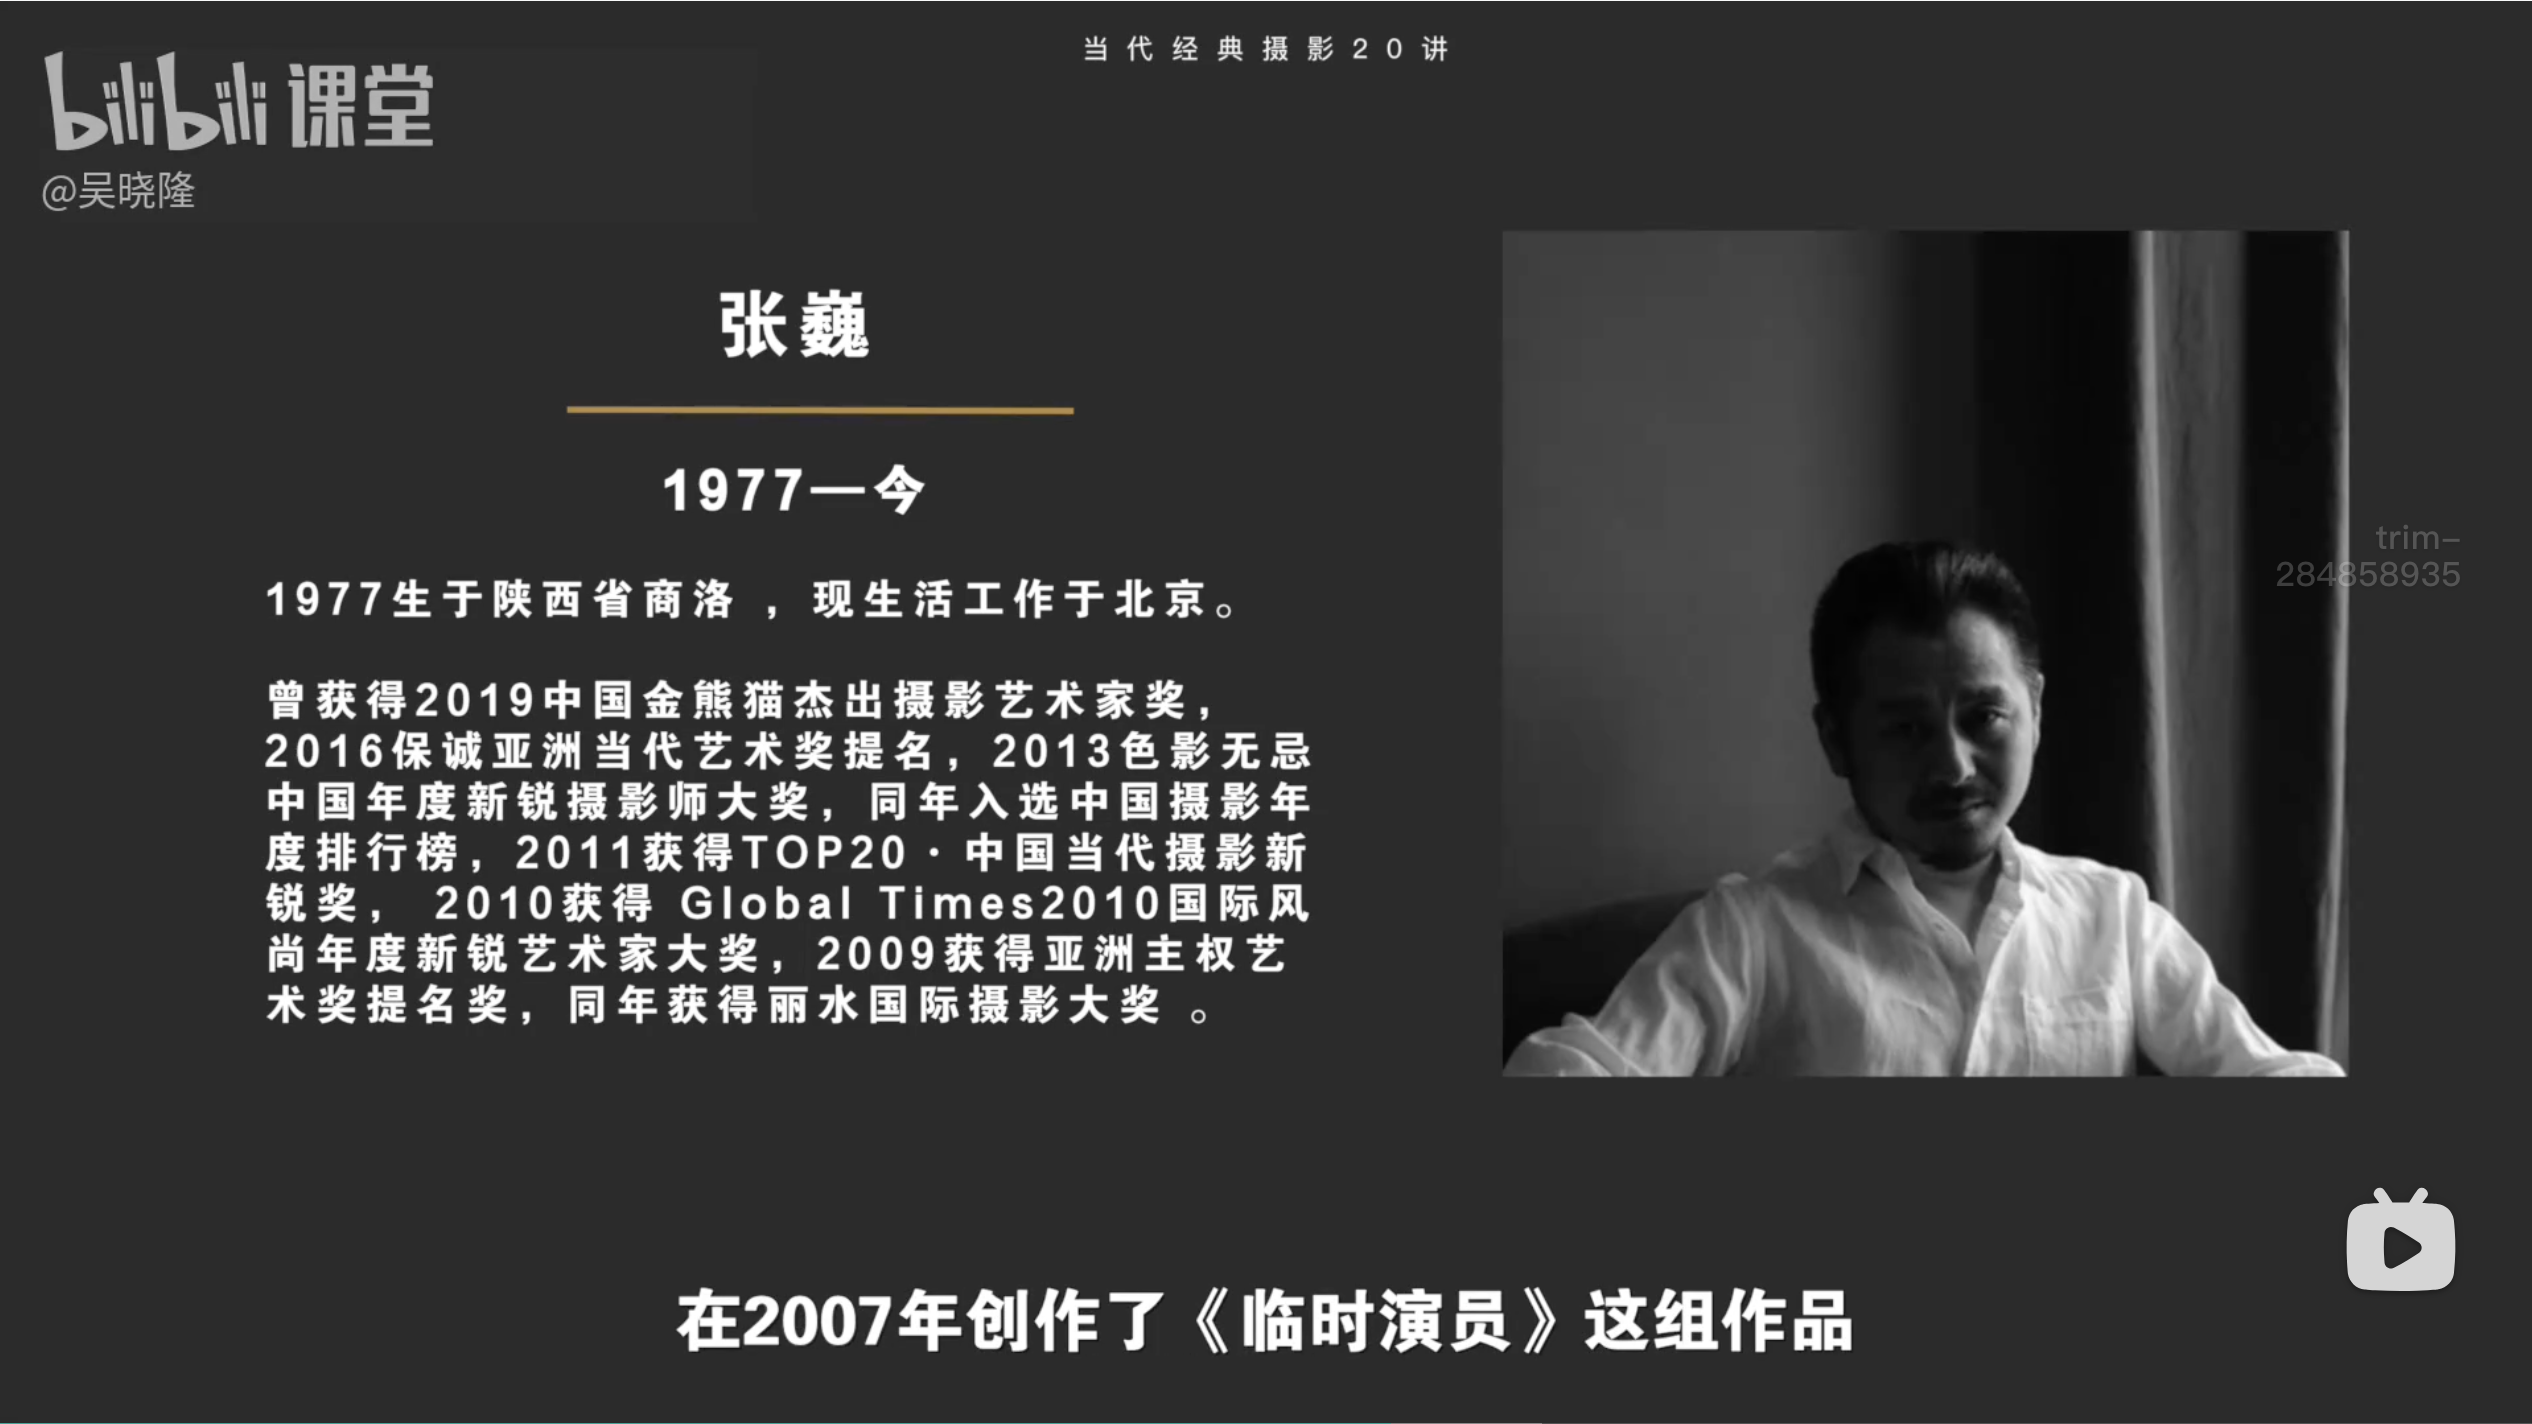 当代经典摄影20讲
bilibili 课堂
@吴晓隆
张巍
1977—今
1977生于陕西省商洛 ，现生活工作于北京。
曾获得2019中国金熊猫杰出摄影艺术家奖，
2016保诚亚洲当代艺术奖提名，2013色影无忌
中国年度新锐摄影师大奖，同年入选中国摄影年
度排行榜，2011获得TOP20·中国当代摄影新
锐奖， 2010获得 Global Times2010国际风
尚年度新锐艺术家大奖，2009获得亚洲主权艺
术奖提名奖，同年获得丽水国际摄影大奖 。
trim-
284858935
在2007年创作了《临时演员》这组作品